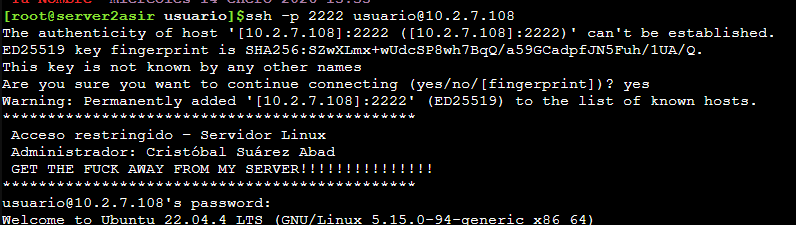 [root@server2asir usuario]$ssh -p 2222 usuario@10.2.7.108
The authenticity of host '[10.2.7.108]:2222 ([10.2.7.108]:2222)' can't be established.
ED25519 key fingerprint is SHA256:SZwXLmx+wUdcSP8wh7BqQ/a59GCadpfJN5Fuh/1UA/Q.
This key is not known by any other names
Are you sure you want to continue connecting (yes/no/[fingerprint])? yes
Warning: Permanently added '[10.2.7.108]:2222' (ED25519) to the list of known hosts.
***********************************************
Acceso restringido - Servidor Linux
Administrador: Cristóbal Suárez Abad
GET THE FUCK AWAY FROM MY SERVER!!!!!!!!!!!!!!!
***********************************************
usuario@10.2.7.108's password:
Welcome to Ubuntu 22.04.4 LTS (GNU/Linux 5.15.0-94-generic x86_64)